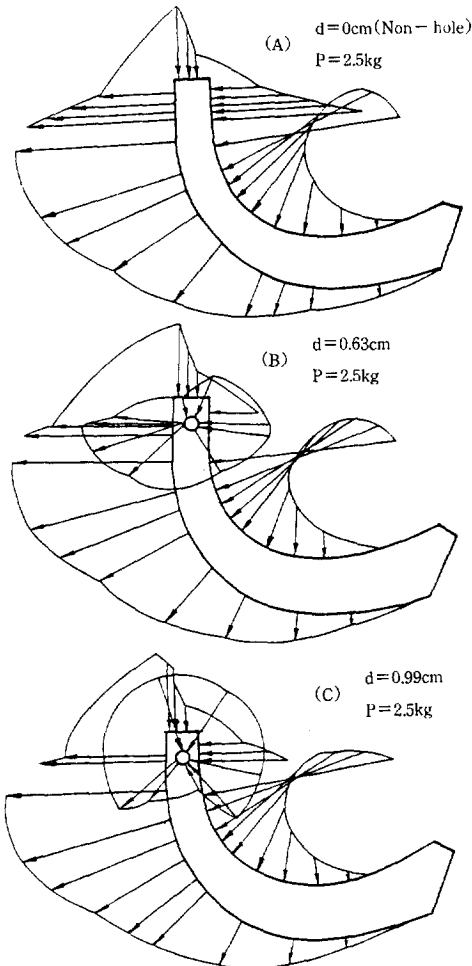 (A)
d=0cm(Non-hole)
P=2.5kg
(B)
d=0.63cm
P=2.5kg
(C)
d=0.99cm
P=2.5kg